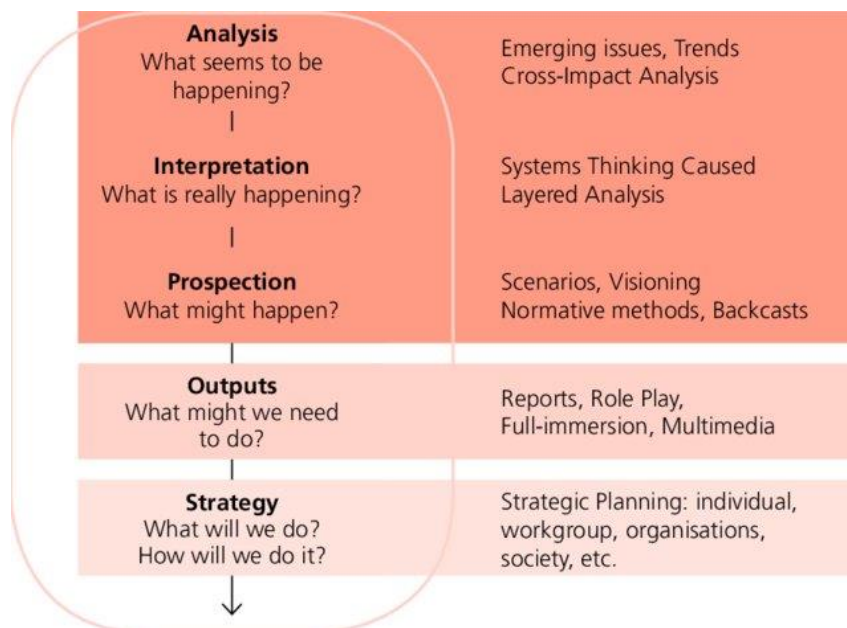 Analysis
What seems to be
happening?
Emerging issues, Trends
Cross-Impact Analysis
Interpretation
What is really happening?
Systems Thinking Caused
Layered Analysis
Prospection
What might happen?
Scenarios, Visioning
Normative methods, Backcasts
Outputs
What might we need
to do?
Reports, Role Play,
Full-immersion, Multimedia
Strategy
What will we do?
How will we do it?
Strategic Planning: individual,
workgroup, organisations,
society, etc.